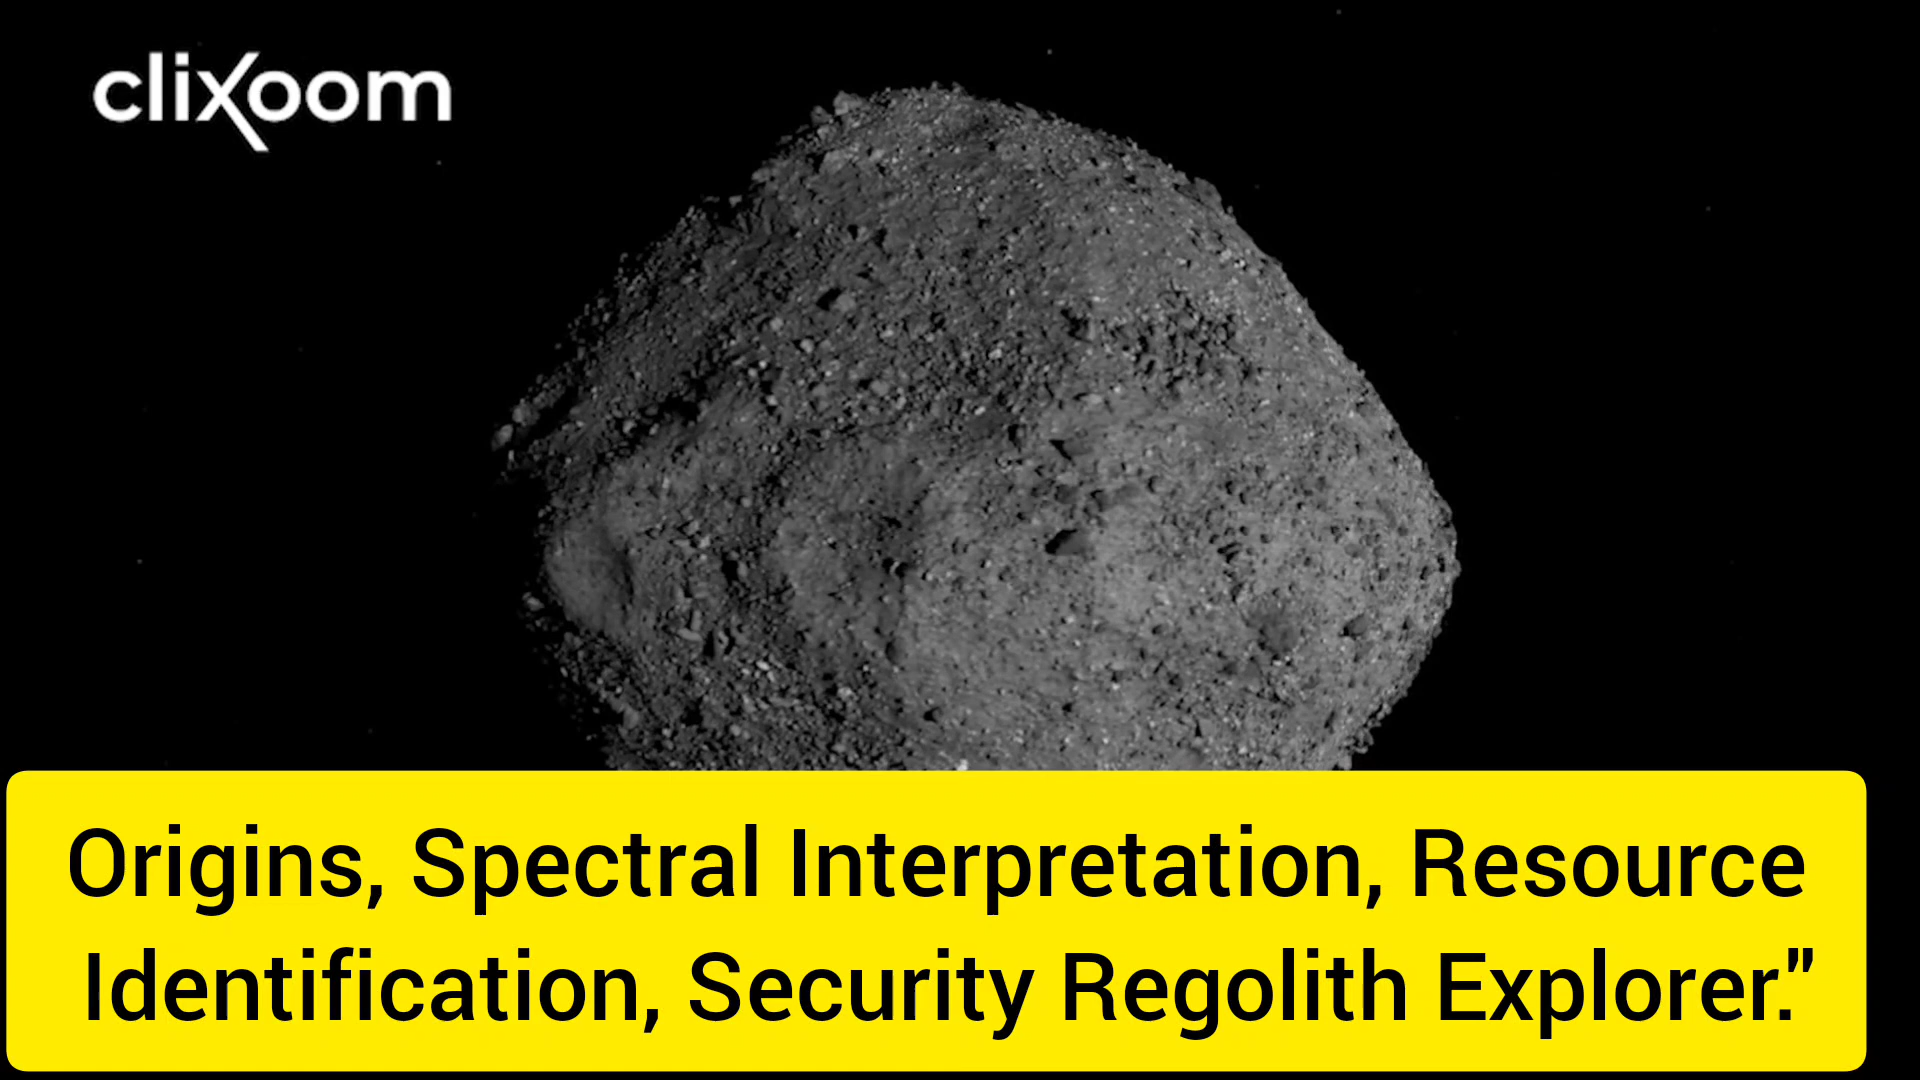 clixoom
Origins, Spectral Interpretation, Resource
Identification, Security Regolith Explorer."